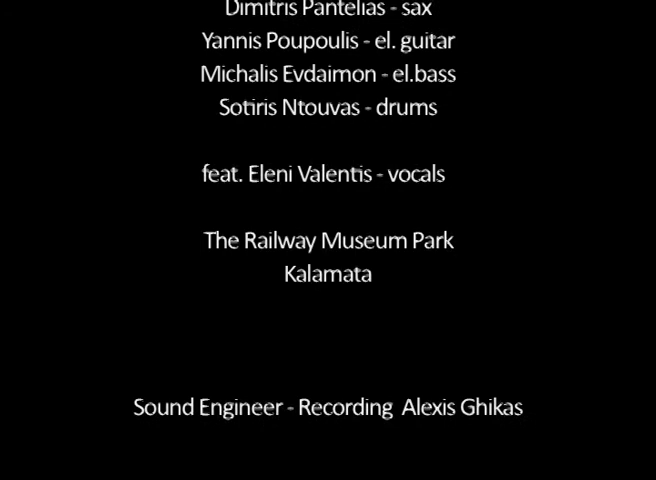 Dimitris Pantelias - sax
Yannis Poupoulis - el. guitar
Michalis Evdaimon - el.bass
Sotiris Ntouvas - drums
feat. Eleni Valentis - vocals
The Railway Museum Park
Kalamata
Sound Engineer - Recording Alexis Ghikas